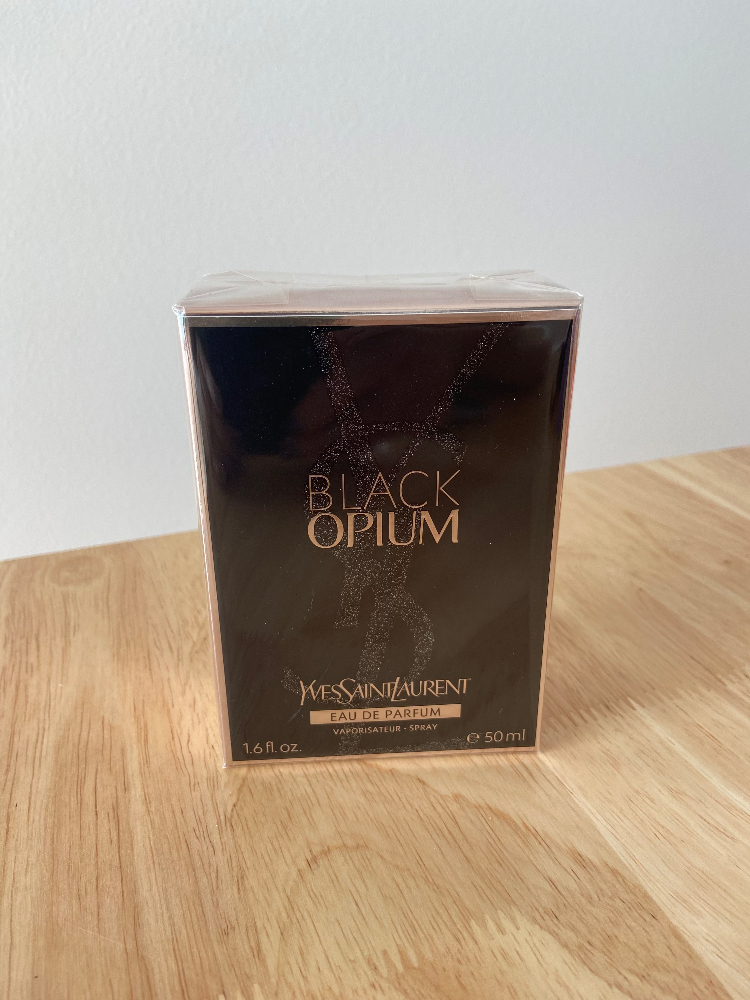 BLACK
OPIUM
YVESSAINTLAURENT
EAU DE PARFUM
VAPORISATEUR - SPRAY
1.6 fl. oz. ℮ 50 ml